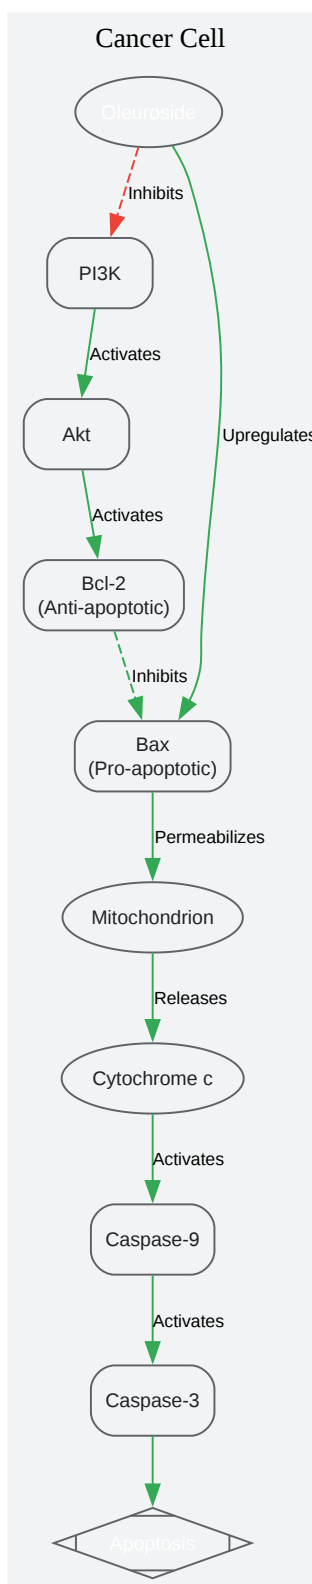 Cancer Cell
Oleuroside
Inhibits
PI3K
Activates
Akt
Upregulates
Activates
Bcl-2
(Anti-apoptotic)
Inhibits
Bax
(Pro-apoptotic)
Permeabilizes
Mitochondrion
Releases
Cytochrome c
Activates
Caspase-9
Activates
Caspase-3
Apoptosis